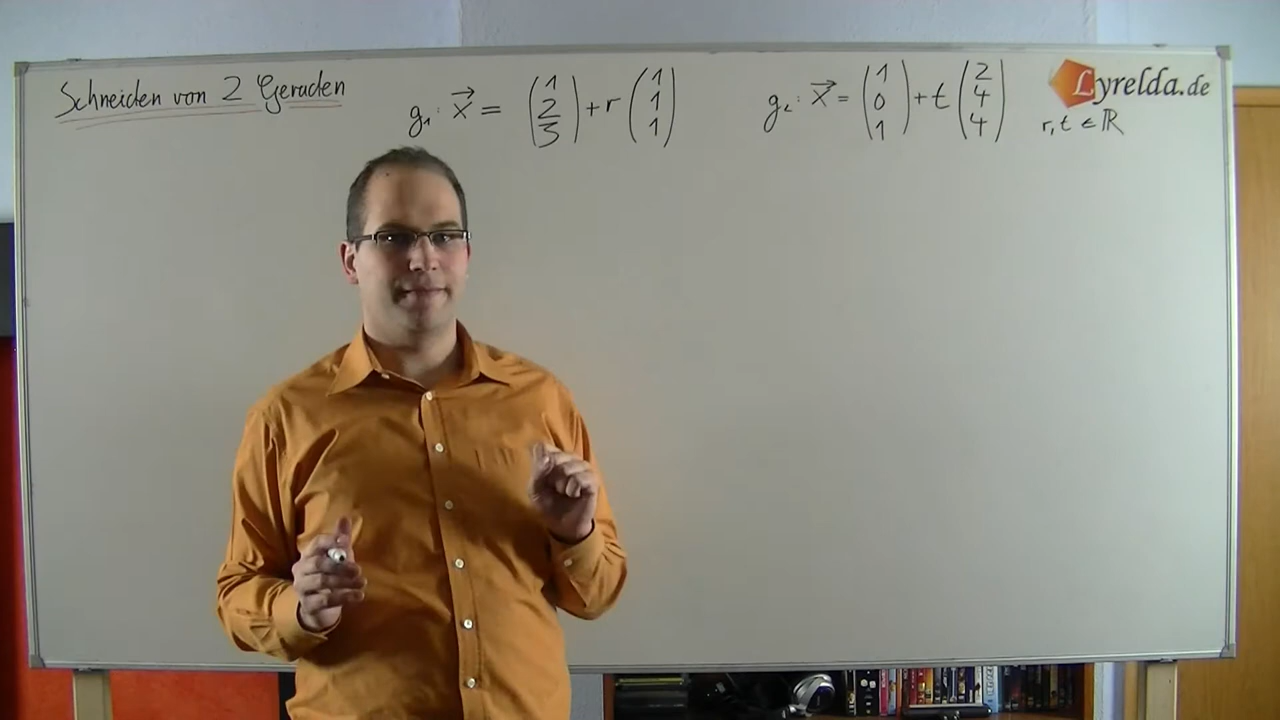 Schneiden von 2 Geraden
g₁: x⃗ = (1 2 3) + r (1 1 1)
g₂: x⃗ = (1 0 1) + t (2 4 4)
Lyrelda.de
r, t ∈ ℝ